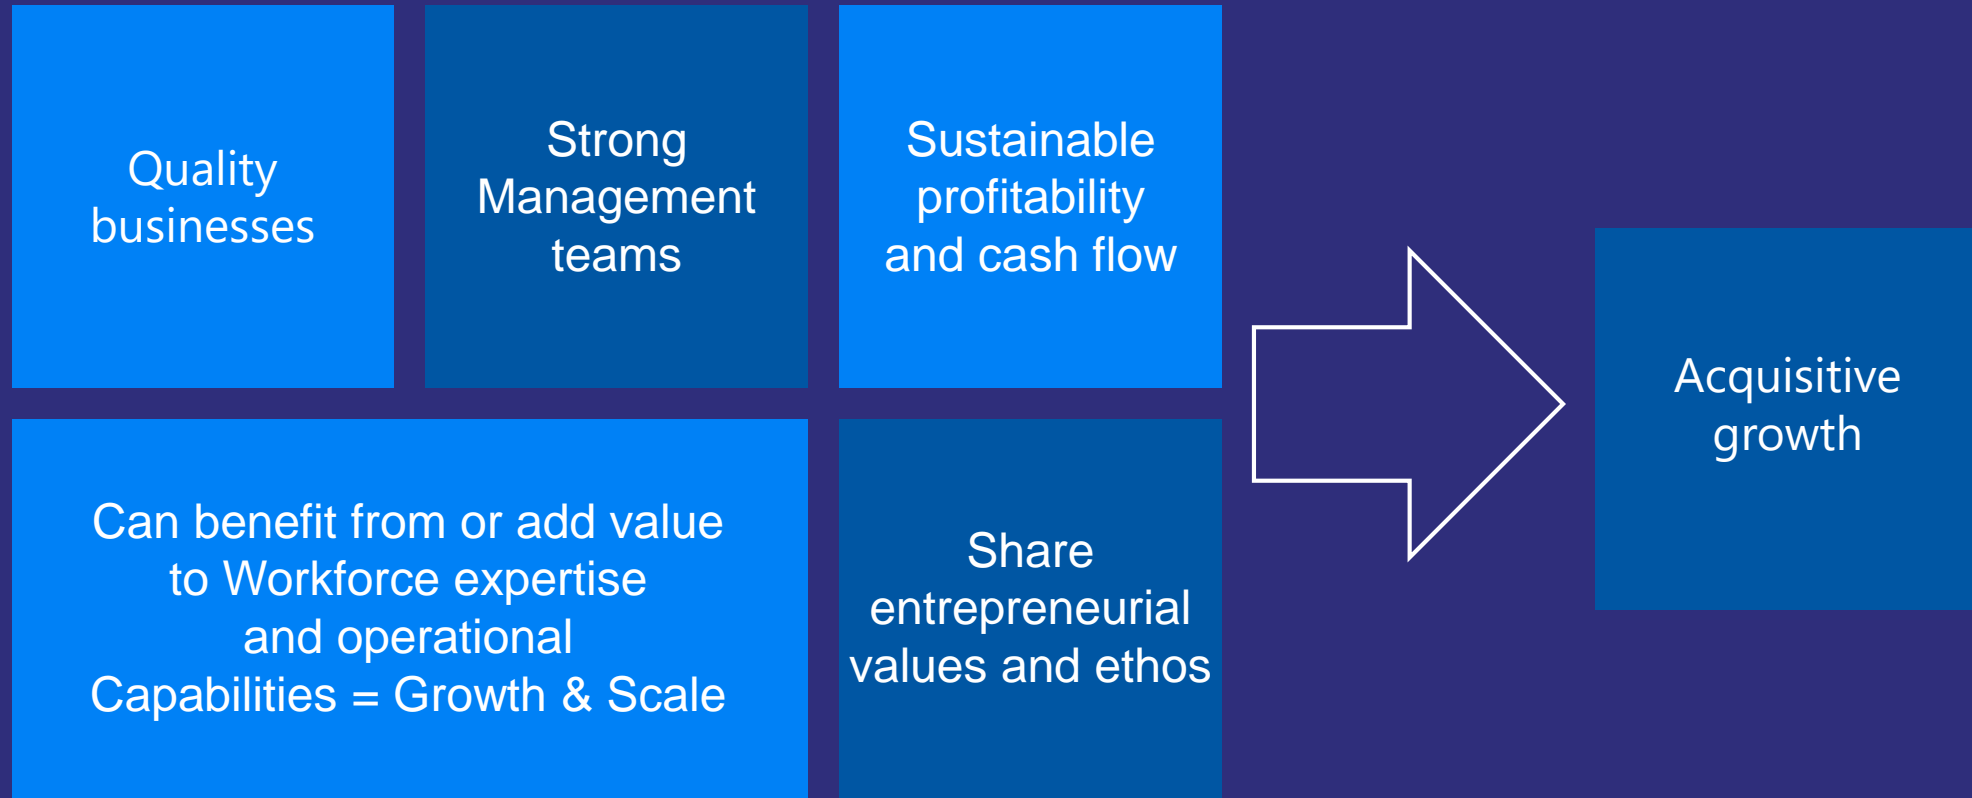 Quality
businesses
Strong
Management
teams
Sustainable
profitability
and cash flow
Can benefit from or add value
to Workforce expertise
and operational
Capabilities = Growth & Scale
Share
entrepreneurial
values and ethos
Acquisitive
growth